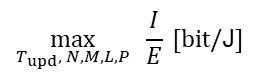 max I/E [bit/J]
T_upd, N,M,L,P